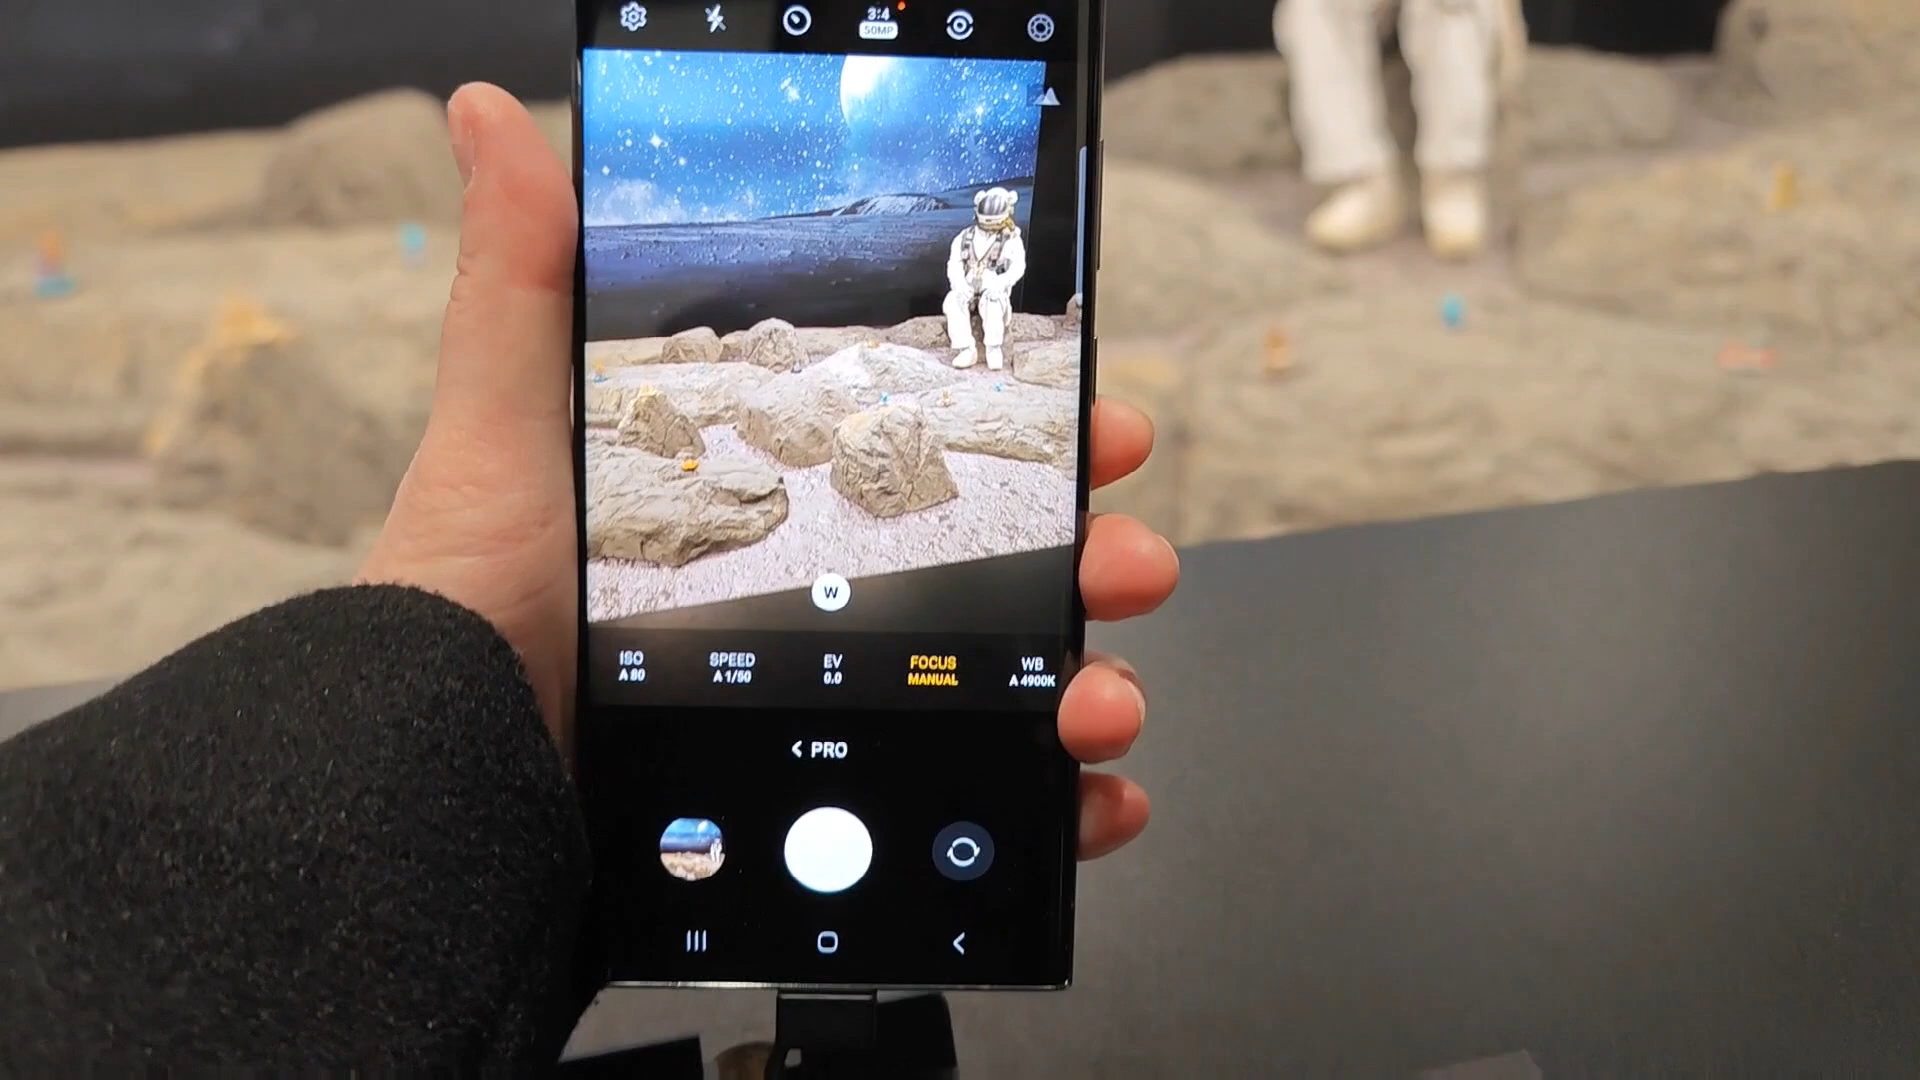 3:4
50MP
W
ISO SPEED EV FOCUS WB
A 80 A 1/50 0.0 MANUAL A 4900K
< PRO